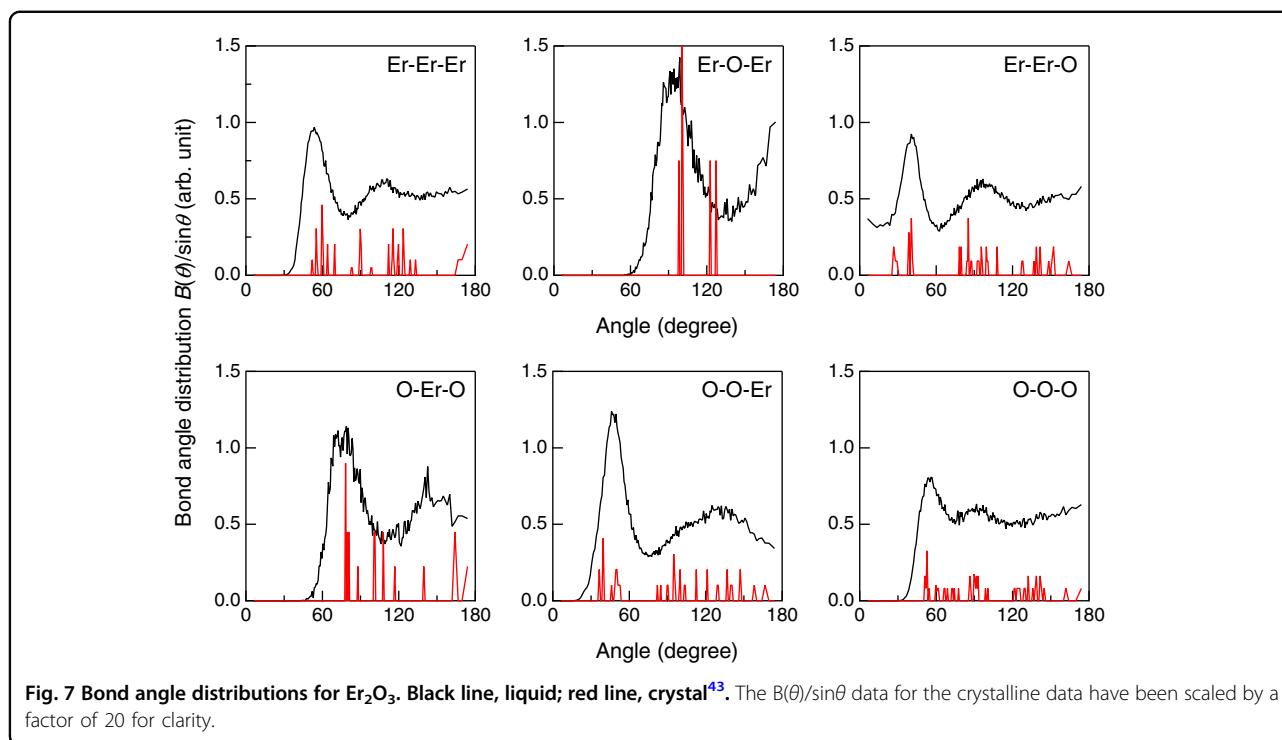 Bond angle distribution B(θ)/sinθ (arb. unit)
1.5
1.0
0.5
0.0
0 60 120 180
Er-Er-Er
1.5
1.0
0.5
0.0
0 60 120 180
Er-O-Er
Angle (degree)
1.5
1.0
0.5
0.0
0 60 120 180
Er-Er-O
1.5
1.0
0.5
0.0
0 60 120 180
O-Er-O
1.5
1.0
0.5
0.0
0 60 120 180
O-O-Er
Angle (degree)
1.5
1.0
0.5
0.0
0 60 120 180
O-O-O
Fig. 7 Bond angle distributions for Er2O3. Black line, liquid; red line, crystal43. The B(θ)/sinθ data for the crystalline data have been scaled by a
factor of 20 for clarity.